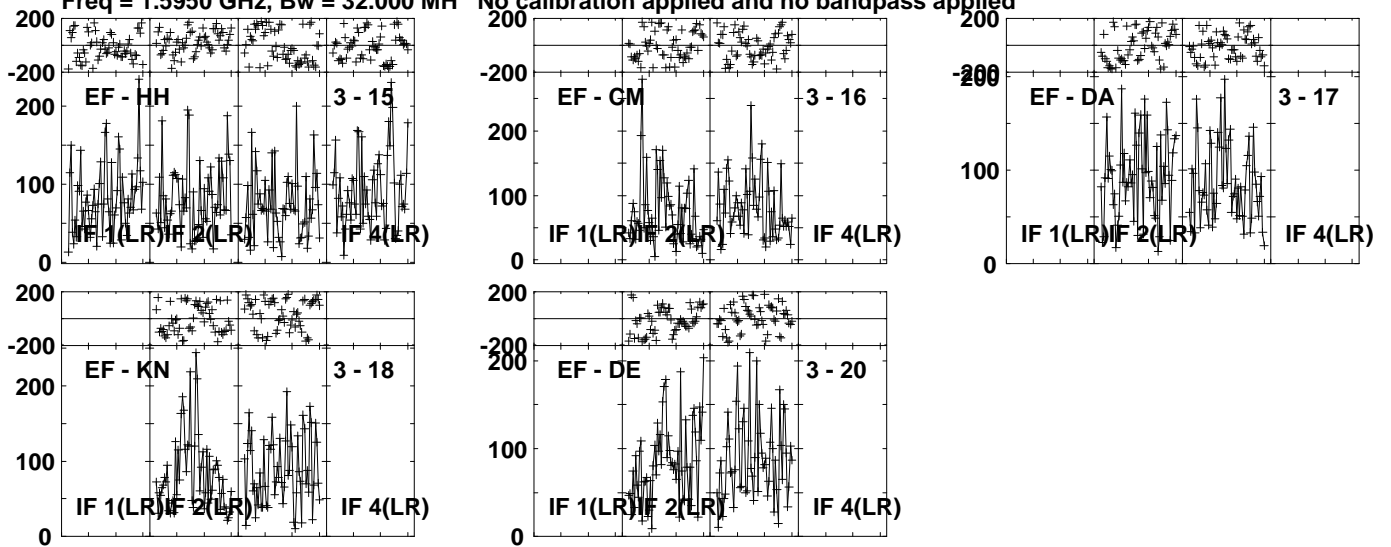 Freq = 1.5950 GHz, Bw = 32.000 MH No calibration applied and no bandpass applied
200
-200
EF - HH 3 - 15
200
100
0
IF 1(LR) IF 2(LR) IF 4(LR)
200
-200
EF - CM 3 - 16
200
100
0
IF 1(LR) IF 2(LR) IF 4(LR)
200
-200
200
EF - DA 3 - 17
100
0
IF 1(LR) IF 2(LR) IF 4(LR)
200
-200
EF - KN 3 - 18
200
100
0
IF 1(LR) IF 2(LR) IF 4(LR)
200
-200
200
EF - DE 3 - 20
100
0
IF 1(LR) IF 2(LR) IF 4(LR)